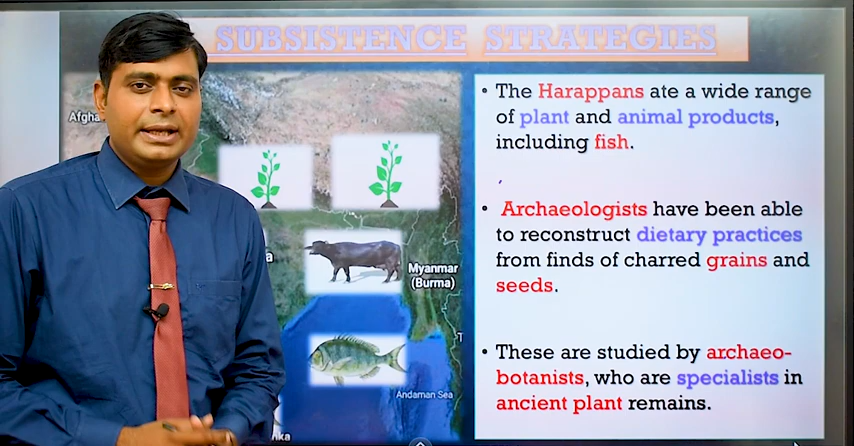 SUBSISTENCE STRATEGIES
• The Harappans ate a wide range
of plant and animal products,
including fish.
• Archaeologists have been able
to reconstruct dietary practices
from finds of charred grains and
seeds.
• These are studied by archaeo-
botanists, who are specialists in
ancient plant remains.
Afgha
Myanmar
(Burma)
Andaman Sea